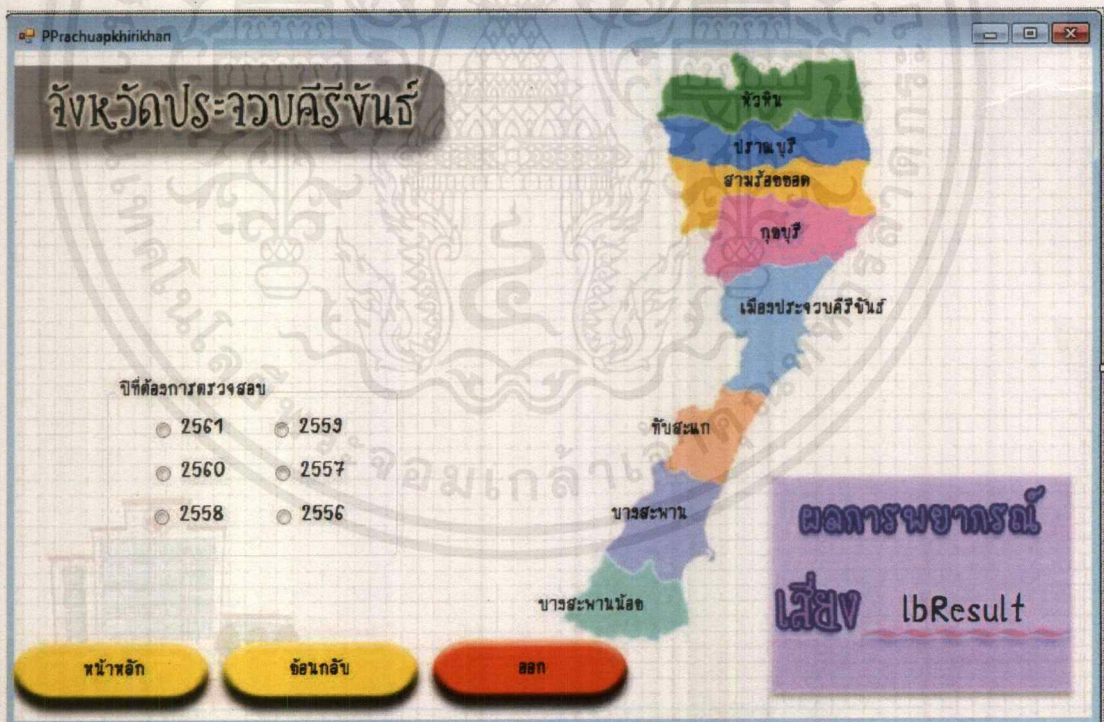 PPrachuapkhirikhan
จังหวัดประจวบคีรีขันธ์
หัวหิน
ปราณบุรี
สามร้อยยอด
กุยบุรี
เมืองประจวบคีรีขันธ์
ปีที่ต้องการตรวจสอบ
2561 2559
2560 2557
2558 2556
ทับสะแก
บางสะพาน
บางสะพานน้อย
ผลการพยากรณ์
เสี่ยง lbResult
หน้าหลัก ย้อนกลับ ออก